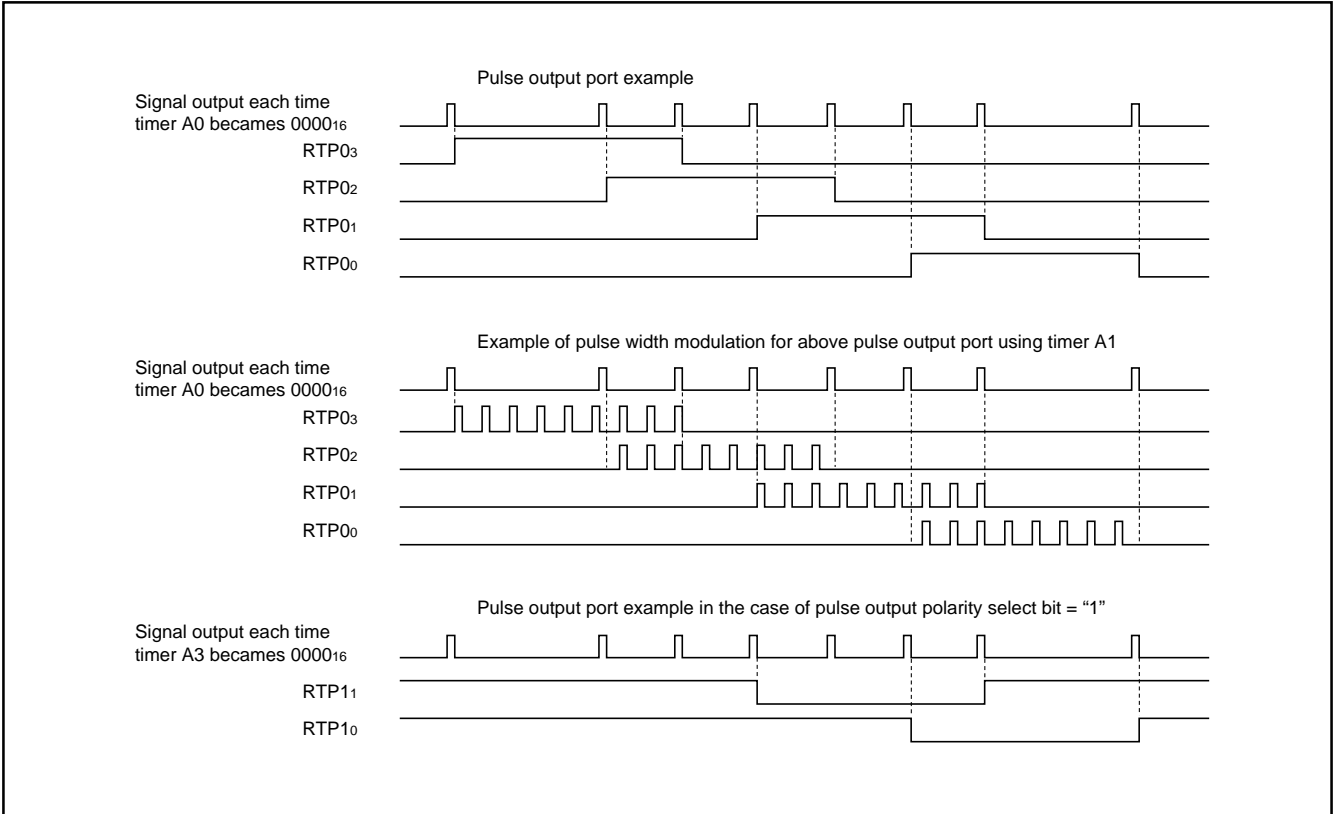 Pulse output port example
Signal output each time
timer A0 becames 0000₁₆
RTP0₃
RTP0₂
RTP0₁
RTP0₀
Example of pulse width modulation for above pulse output port using timer A1
Signal output each time
timer A0 becames 0000₁₆
RTP0₃
RTP0₂
RTP0₁
RTP0₀
Pulse output port example in the case of pulse output polarity select bit = “1”
Signal output each time
timer A3 becames 0000₁₆
RTP1₁
RTP1₀